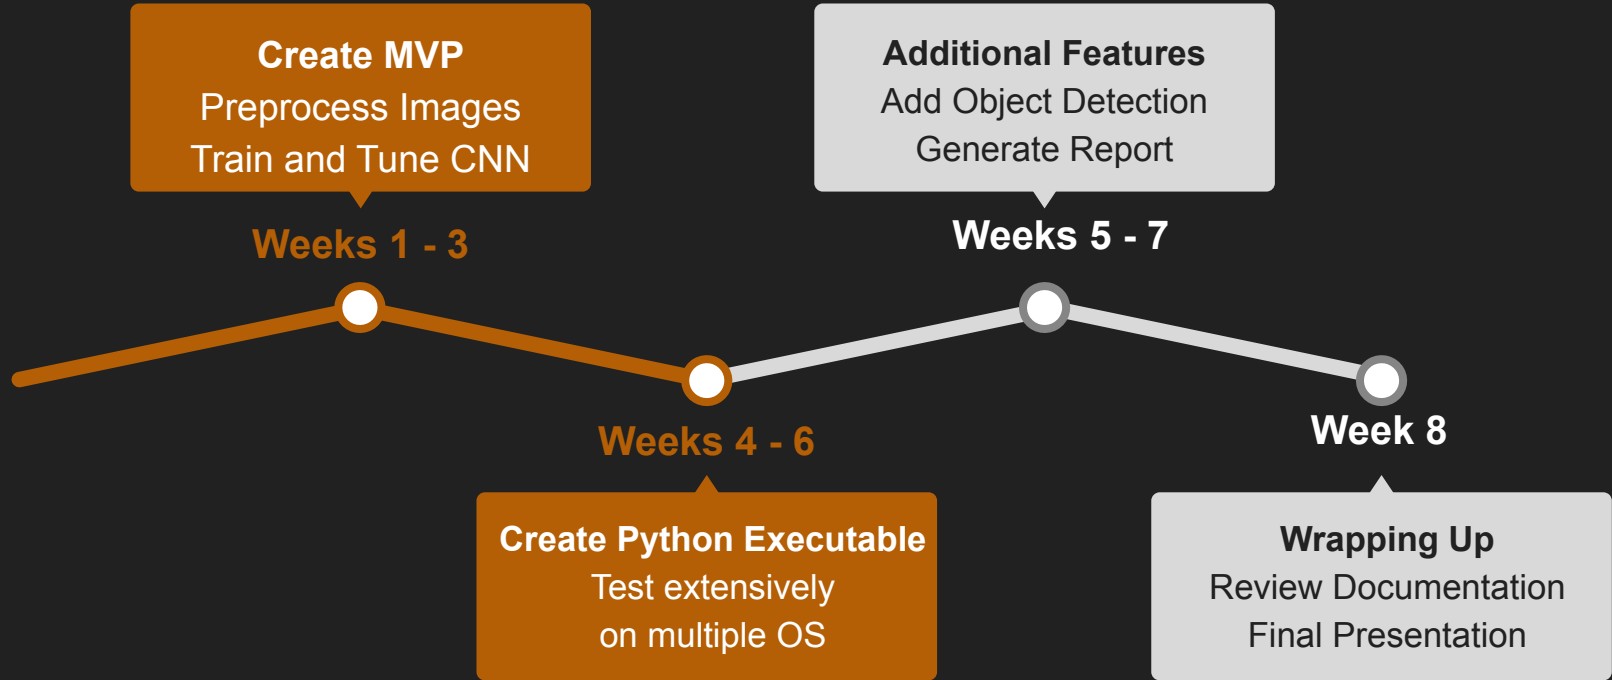 Create MVP
Preprocess Images
Train and Tune CNN
Weeks 1 - 3
Weeks 4 - 6
Create Python Executable
Test extensively
on multiple OS
Additional Features
Add Object Detection
Generate Report
Weeks 5 - 7
Week 8
Wrapping Up
Review Documentation
Final Presentation